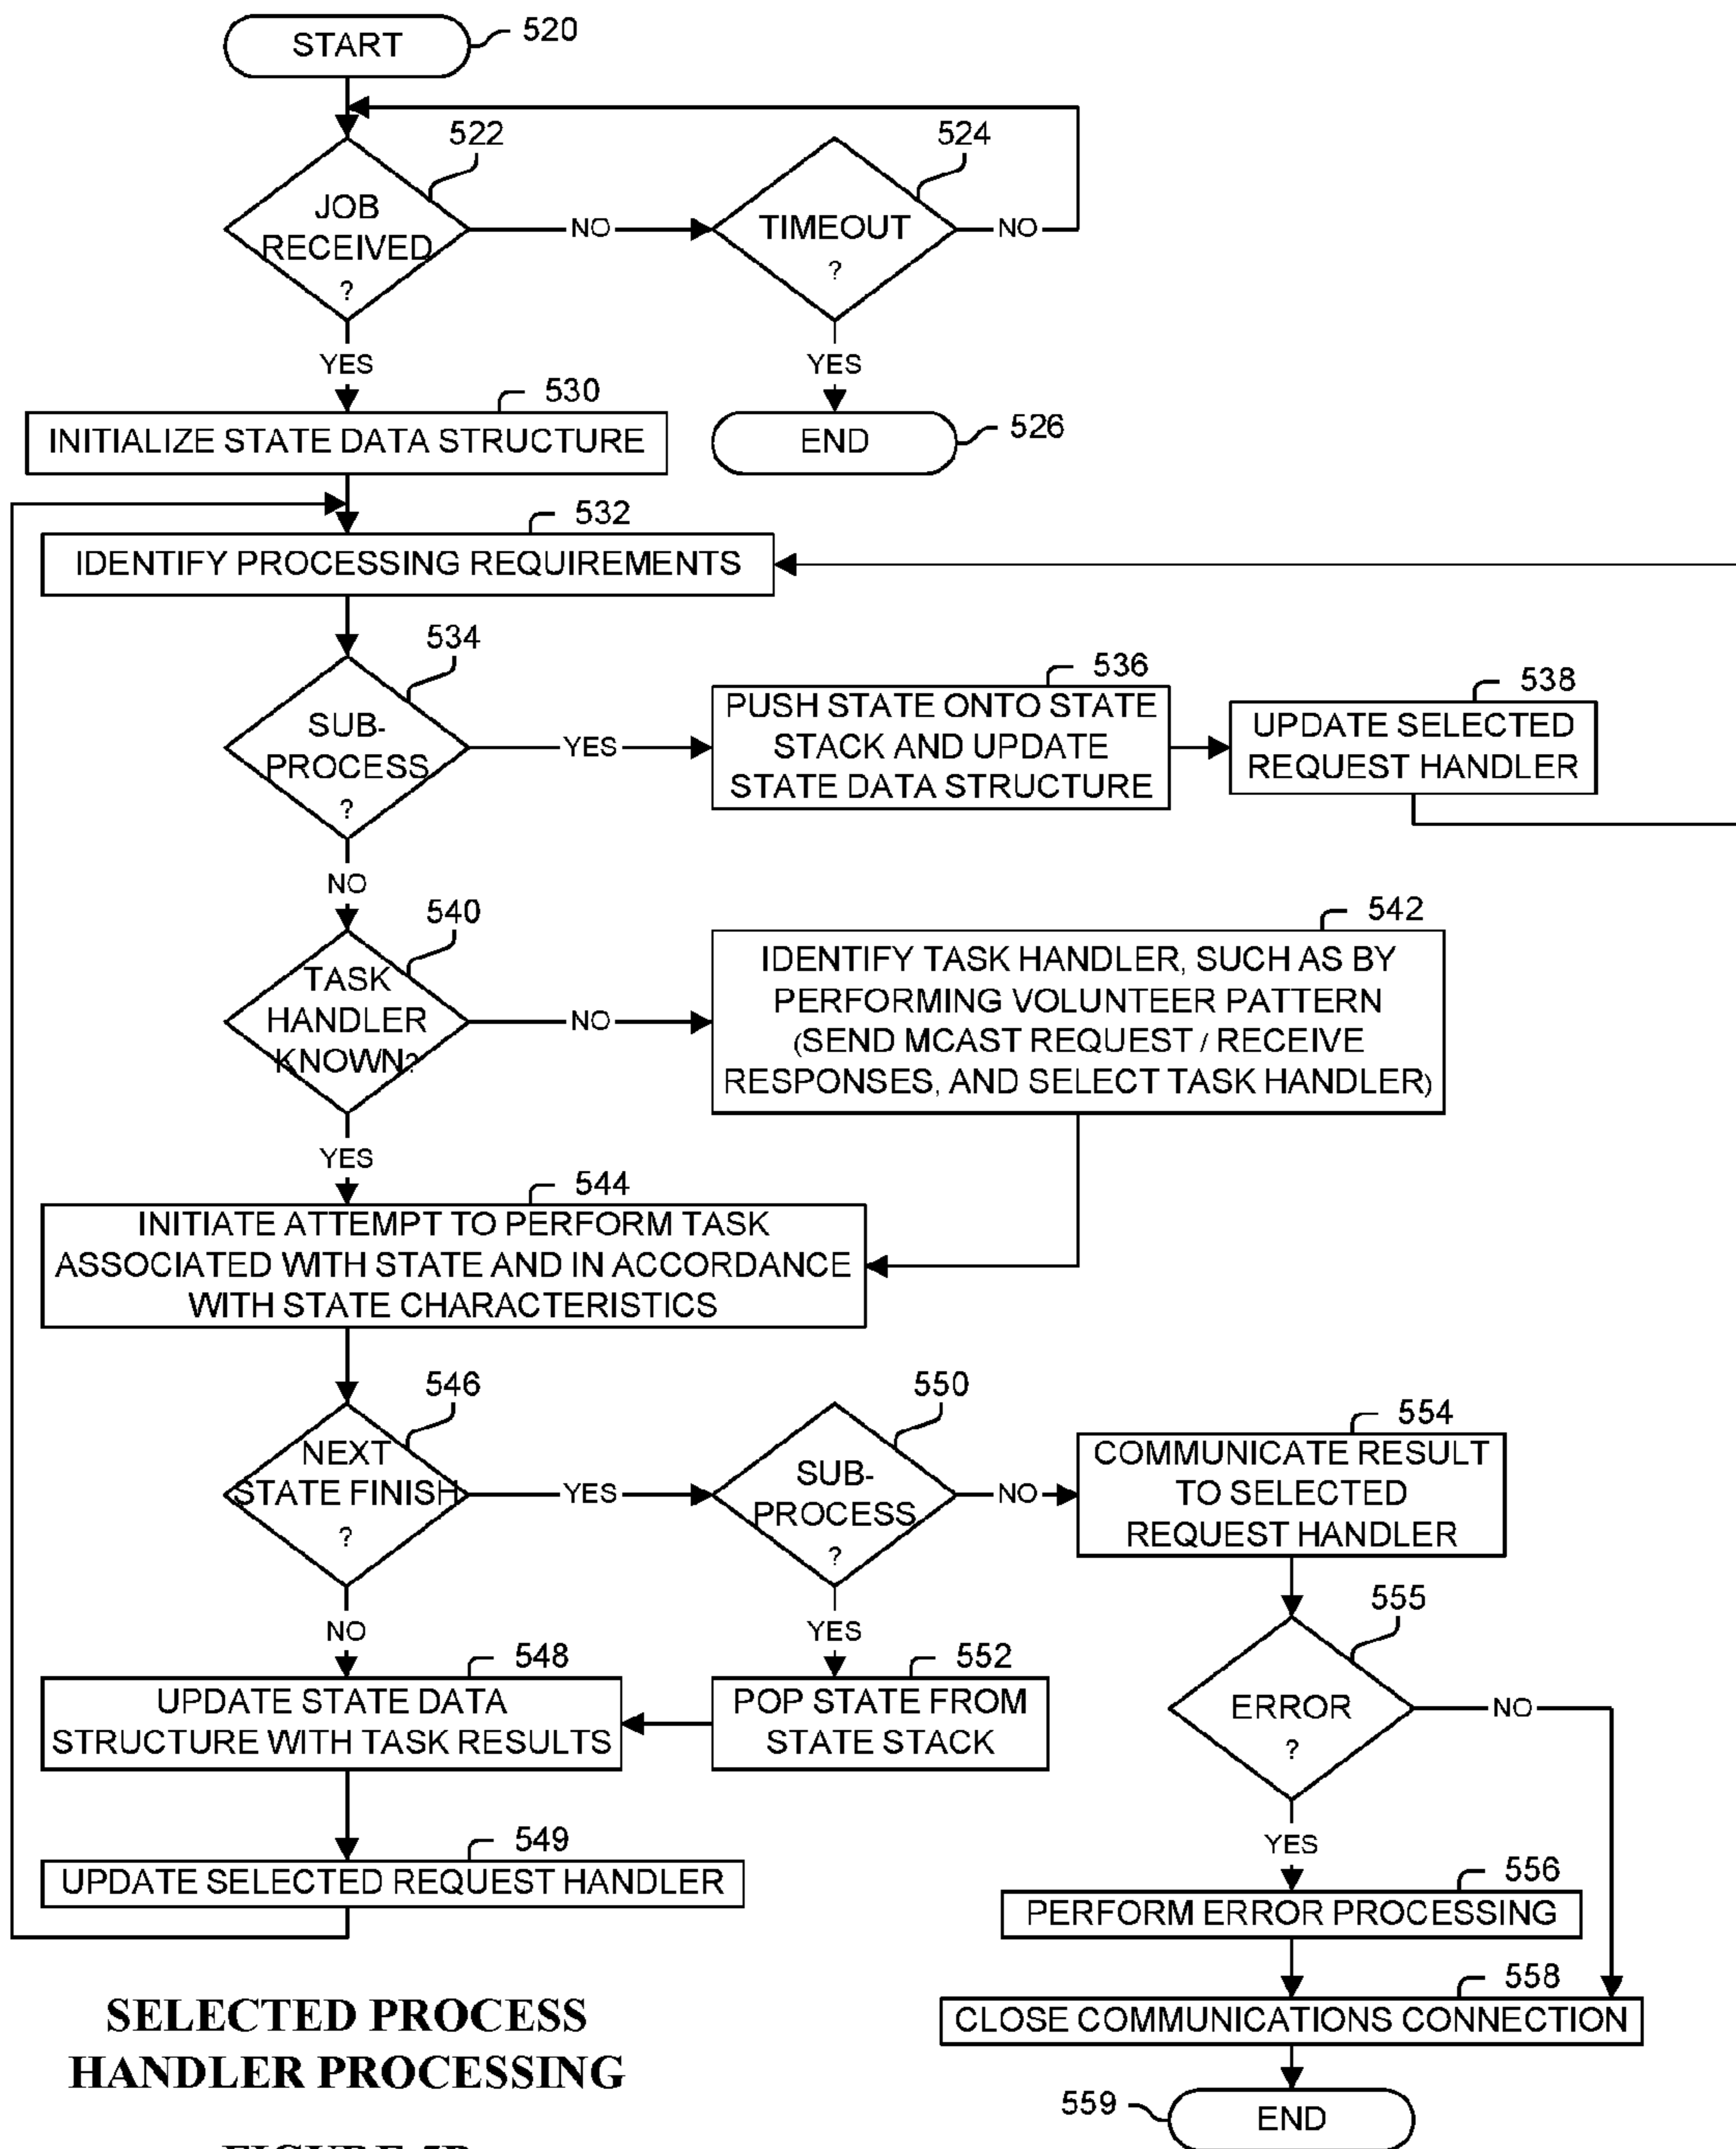 START
520
522
524
JOB
RECEIVED
?
NO
TIMEOUT
?
NO
YES
YES
530
INITIALIZE STATE DATA STRUCTURE
END
526
532
IDENTIFY PROCESSING REQUIREMENTS
534
SUB-
PROCESS
?
YES
536
PUSH STATE ONTO STATE
STACK AND UPDATE
STATE DATA STRUCTURE
538
UPDATE SELECTED
REQUEST HANDLER
NO
540
TASK
HANDLER
KNOWN?
NO
542
IDENTIFY TASK HANDLER, SUCH AS BY
PERFORMING VOLUNTEER PATTERN
(SEND MCAST REQUEST / RECEIVE
RESPONSES, AND SELECT TASK HANDLER)
YES
544
INITIATE ATTEMPT TO PERFORM TASK
ASSOCIATED WITH STATE AND IN ACCORDANCE
WITH STATE CHARACTERISTICS
546
NEXT
STATE FINISH
?
YES
550
SUB-
PROCESS
?
NO
554
COMMUNICATE RESULT
TO SELECTED
REQUEST HANDLER
NO
YES
555
ERROR
?
NO
548
UPDATE STATE DATA
STRUCTURE WITH TASK RESULTS
552
POP STATE FROM
STATE STACK
549
UPDATE SELECTED REQUEST HANDLER
YES
556
PERFORM ERROR PROCESSING
558
CLOSE COMMUNICATIONS CONNECTION
559
END
SELECTED PROCESS
HANDLER PROCESSING
FIGURE 5B